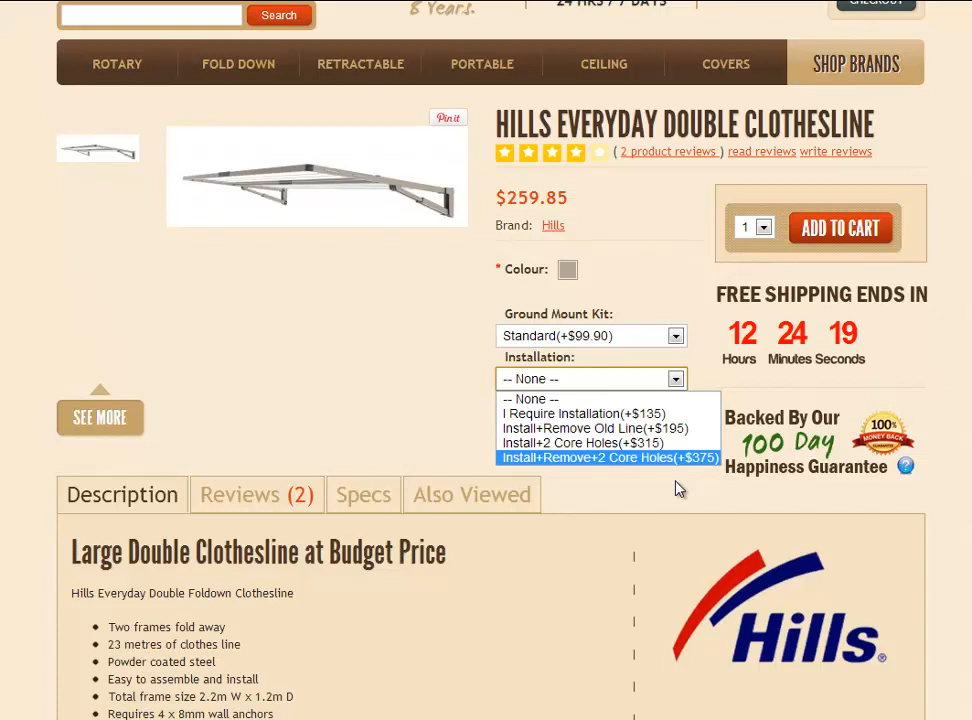 Search
8 Years.
24 HRS / 7 DAYS
CHECKOUT
ROTARY
FOLD DOWN
RETRACTABLE
PORTABLE
CEILING
COVERS
SHOP BRANDS
Pin it
HILLS EVERYDAY DOUBLE CLOTHESLINE
( 2 product reviews ) read reviews write reviews
$259.85
Brand: Hills
1
ADD TO CART
* Colour:
FREE SHIPPING ENDS IN
12 24 19
Hours Minutes Seconds
Ground Mount Kit:
Standard(+$99.90)
Installation:
-- None --
-- None --
I Require Installation(+$135)
Install+Remove Old Line(+$195)
Install+2 Core Holes(+$315)
Install+Remove+2 Core Holes(+$375)
SEE MORE
Backed By Our
100 Day
Happiness Guarantee
100%
MONEY BACK
?
Description
Reviews (2)
Specs
Also Viewed
Large Double Clothesline at Budget Price
Hills Everyday Double Foldown Clothesline
• Two frames fold away
• 23 metres of clothes line
• Powder coated steel
• Easy to assemble and install
• Total frame size 2.2m W x 1.2m D
• Requires 4 x 8mm wall anchors
Hills®